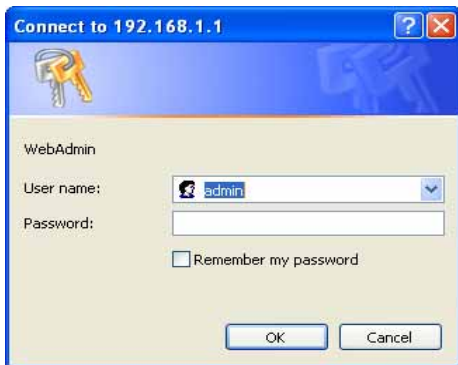 Connect to 192.168.1.1
WebAdmin
User name:
admin
Password:
Remember my password
OK
Cancel